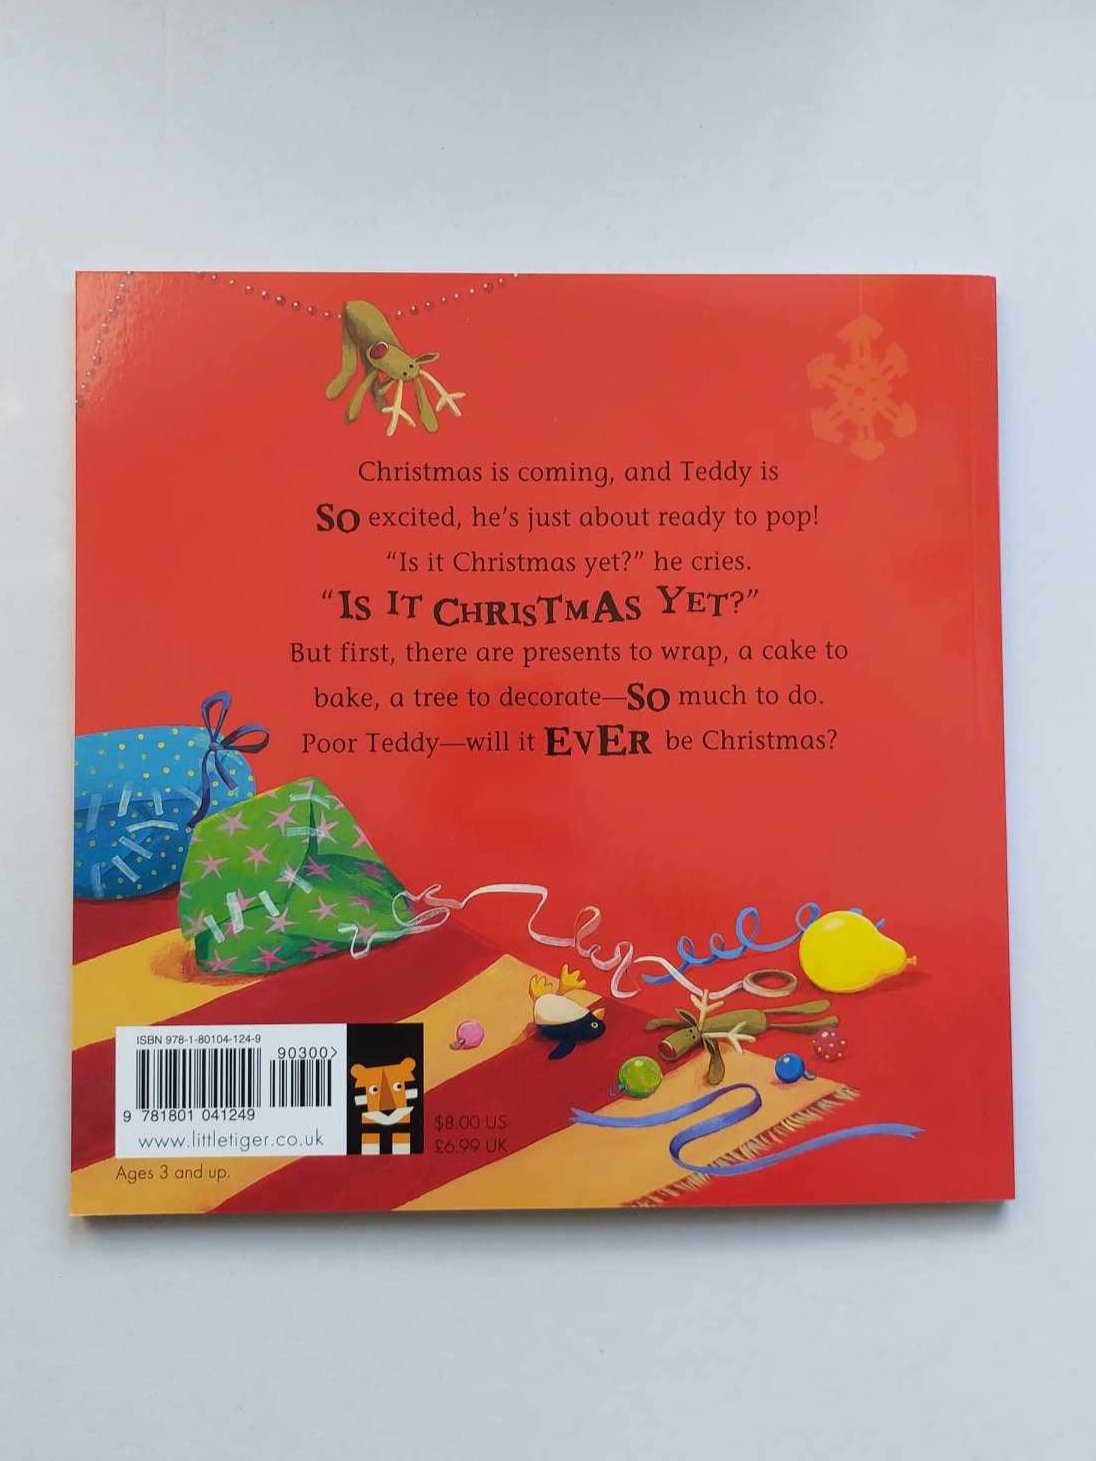 Christmas is coming, and Teddy is
SO excited, he's just about ready to pop!
“Is it Christmas yet?” he cries.
“IS IT CHRISTMAS YET?”
But first, there are presents to wrap, a cake to
bake, a tree to decorate—SO much to do.
Poor Teddy—will it EVER be Christmas?
ISBN 978-1-80104-124-9
90300>
9 781801 041249
www.littletiger.co.uk
$8.00 US
£6.99 UK
Ages 3 and up.